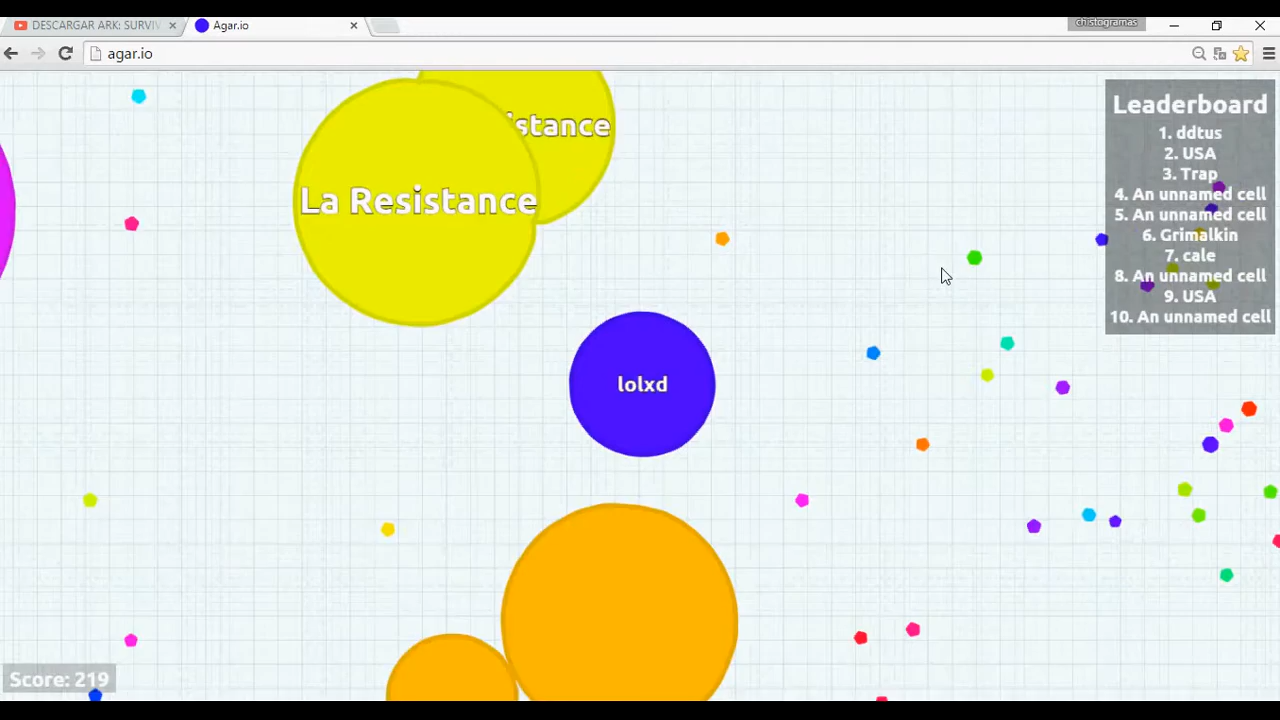 DESCARGAR ARK: SURVIV
Agar.io
chistogramas
agar.io
Leaderboard
1. ddtus
2. USA
3. Trap
4. An unnamed cell
5. An unnamed cell
6. Grimalkin
7. cale
8. An unnamed cell
9. USA
10. An unnamed cell
istance
La Resistance
lolxd
Score: 219